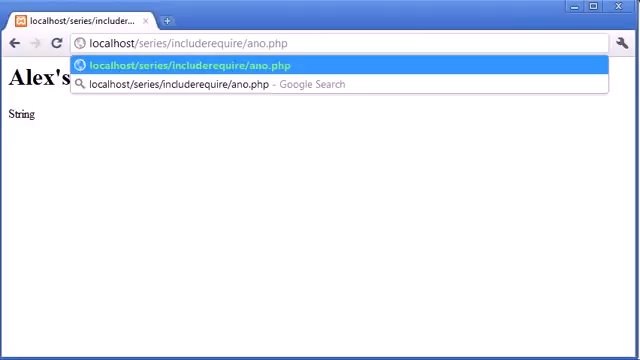 localhost/series/includerequire/ano.php
localhost/series/includer...
localhost/series/includerequire/ano.php
localhost/series/includerequire/ano.php - Google Search
Alex's
String